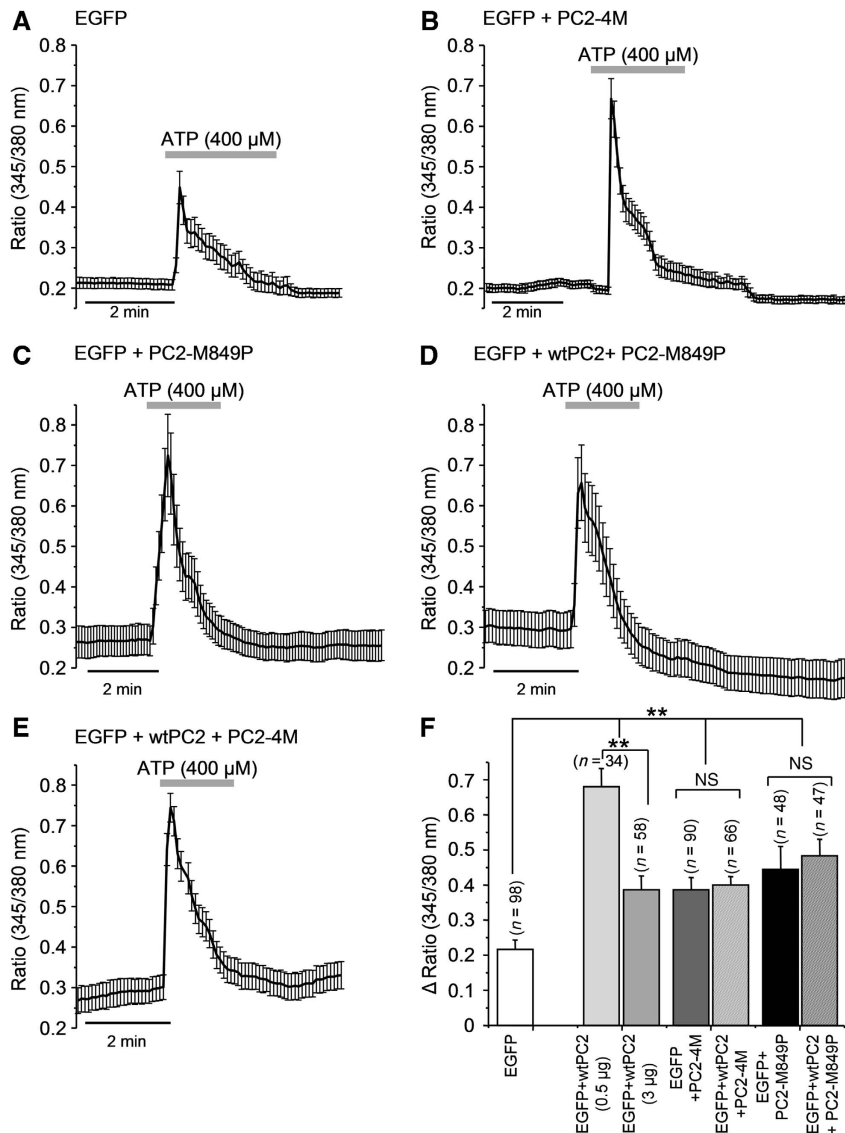 A
EGFP
0.8
0.7
0.6
0.5
0.4
0.3
0.2
Ratio (345/380 nm)
ATP (400 µM)
2 min
B
EGFP + PC2-4M
0.8
0.7
0.6
0.5
0.4
0.3
0.2
Ratio (345/380 nm)
ATP (400 µM)
2 min
C
EGFP + PC2-M849P
0.8
0.7
0.6
0.5
0.4
0.3
0.2
Ratio (345/380 nm)
ATP (400 µM)
2 min
D
EGFP + wtPC2+ PC2-M849P
0.8
0.7
0.6
0.5
0.4
0.3
0.2
Ratio (345/380 nm)
ATP (400 µM)
2 min
E
EGFP + wtPC2 + PC2-4M
0.8
0.7
0.6
0.5
0.4
0.3
0.2
Ratio (345/380 nm)
ATP (400 µM)
2 min
F
**
**
NS
NS
0.7
0.6
0.5
0.4
0.3
0.2
0.1
0
Δ Ratio (345/380 nm)
(n = 98)
(n = 34)
(n = 58)
(n = 90)
(n = 66)
(n = 48)
(n = 47)
EGFP
EGFP+wtPC2
(0.5 µg)
EGFP+wtPC2
(3 µg)
EGFP
+PC2-4M
EGFP+wtPC2
+PC2-4M
EGFP+
PC2-M849P
EGFP+wtPC2
+ PC2-M849P